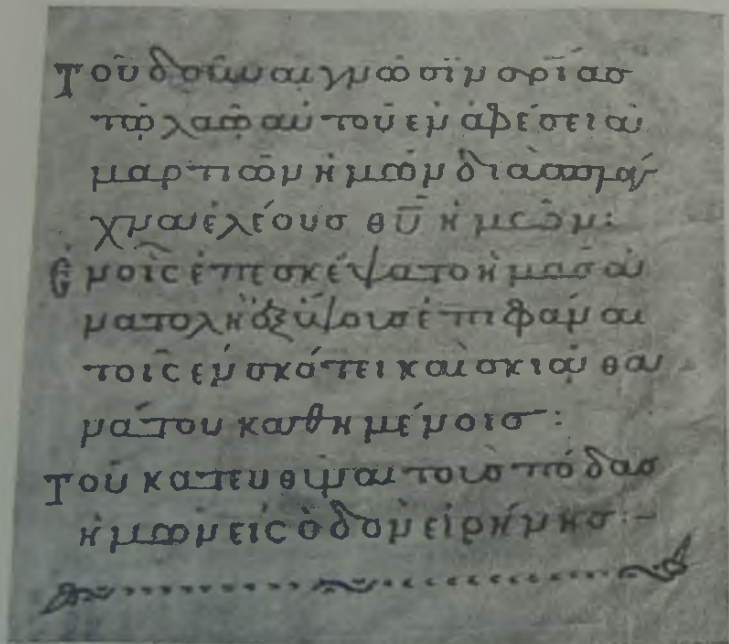 Τοῦ δοῦναι γνῶσιν σρίας
τῷ λαῷ αὐτοῦ ἐν ἀφέσει ἁ
μαρτιῶν ἡμῶν διὰ σπλά
χνα ἐλέους θυ ἡμῶν:
Ἐν οἷς ἐπεσκέψατο ἡμᾶς ἀ
νατολὴ ἐξ ὕψους ἐπιφᾶναι
τοῖς ἐν σκότει καὶ σκιᾷ θα
νάτου καθημένοις:
Τοῦ κατευθῦναι τοὺς πόδας
ἡμῶν εἰς ὁδὸν εἰρήνης:-